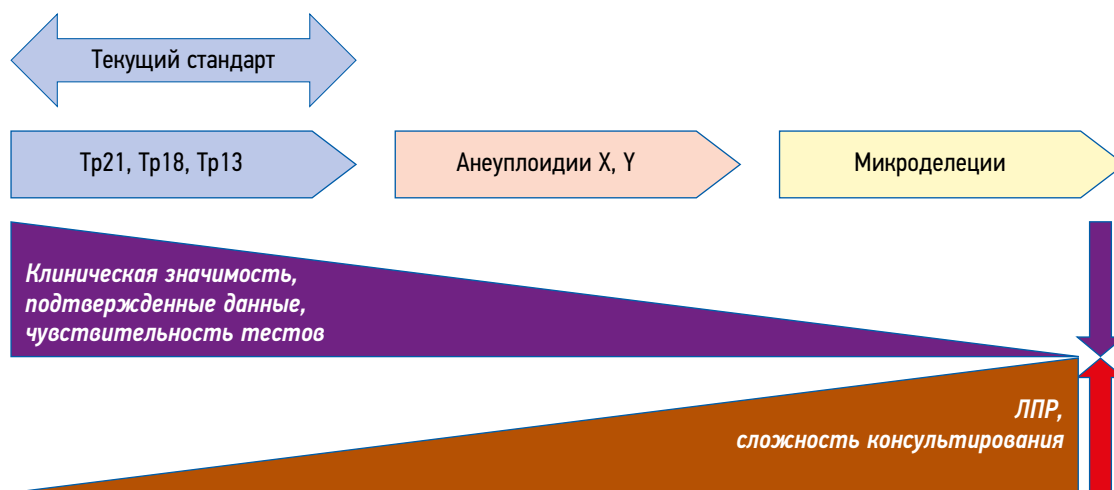 Текущий стандарт
Тр21, Тр18, Тр13
Анеуплоидии X, Y
Микроделеции
Клиническая значимость,
подтвержденные данные,
чувствительность тестов
ЛПР,
сложность консультирования